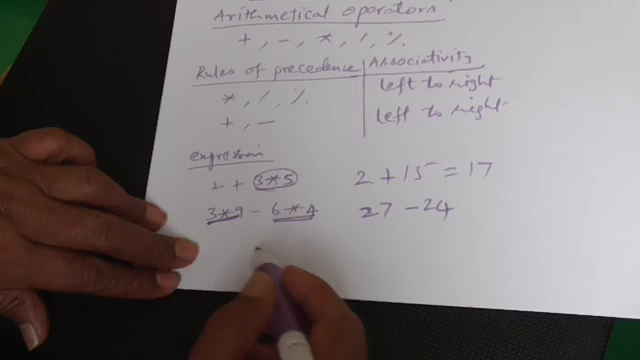 Arithmetical operators
+, -, *, /, %.
Rules of precedence Associativity
*, /, % left to right
+, - left to right
expression
2 + 3*5 2 + 15 = 17
3*9 - 6*4 27 - 24